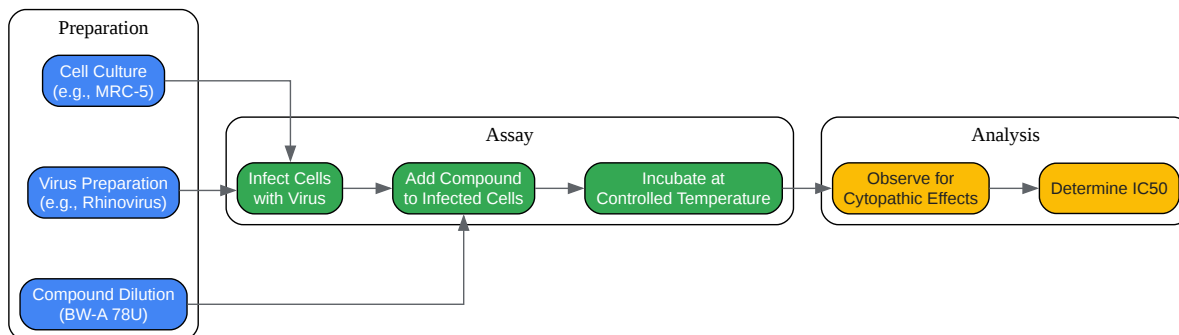 Preparation
Cell Culture
(e.g., MRC-5)
Virus Preparation
(e.g., Rhinovirus)
Compound Dilution
(BW-A 78U)
Assay
Infect Cells
with Virus
Add Compound
to Infected Cells
Incubate at
Controlled Temperature
Analysis
Observe for
Cytopathic Effects
Determine IC50